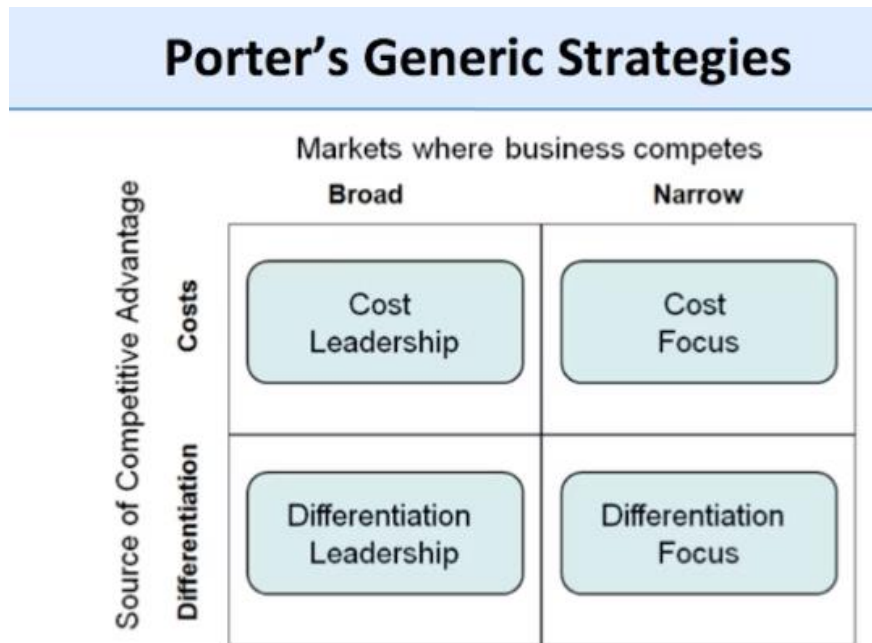 Porter's Generic Strategies
Markets where business competes
Broad
Narrow
Source of Competitive Advantage
Costs
Cost
Leadership
Cost
Focus
Differentiation
Differentiation
Leadership
Differentiation
Focus